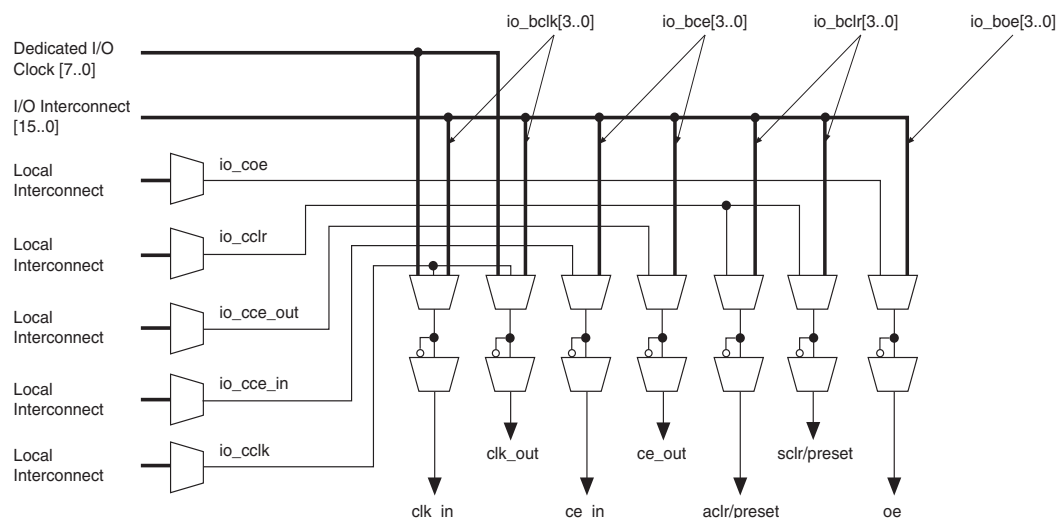 io_bclk[3..0]
io_bce[3..0]
io_bclr[3..0]
io_boe[3..0]
Dedicated I/O
Clock [7..0]
I/O Interconnect
[15..0]
Local
Interconnect
io_coe
Local
Interconnect
io_cclr
Local
Interconnect
io_cce_out
Local
Interconnect
io_cce_in
Local
Interconnect
io_cclk
clk_out
ce_out
sclr/preset
clk_in
ce_in
aclr/preset
oe